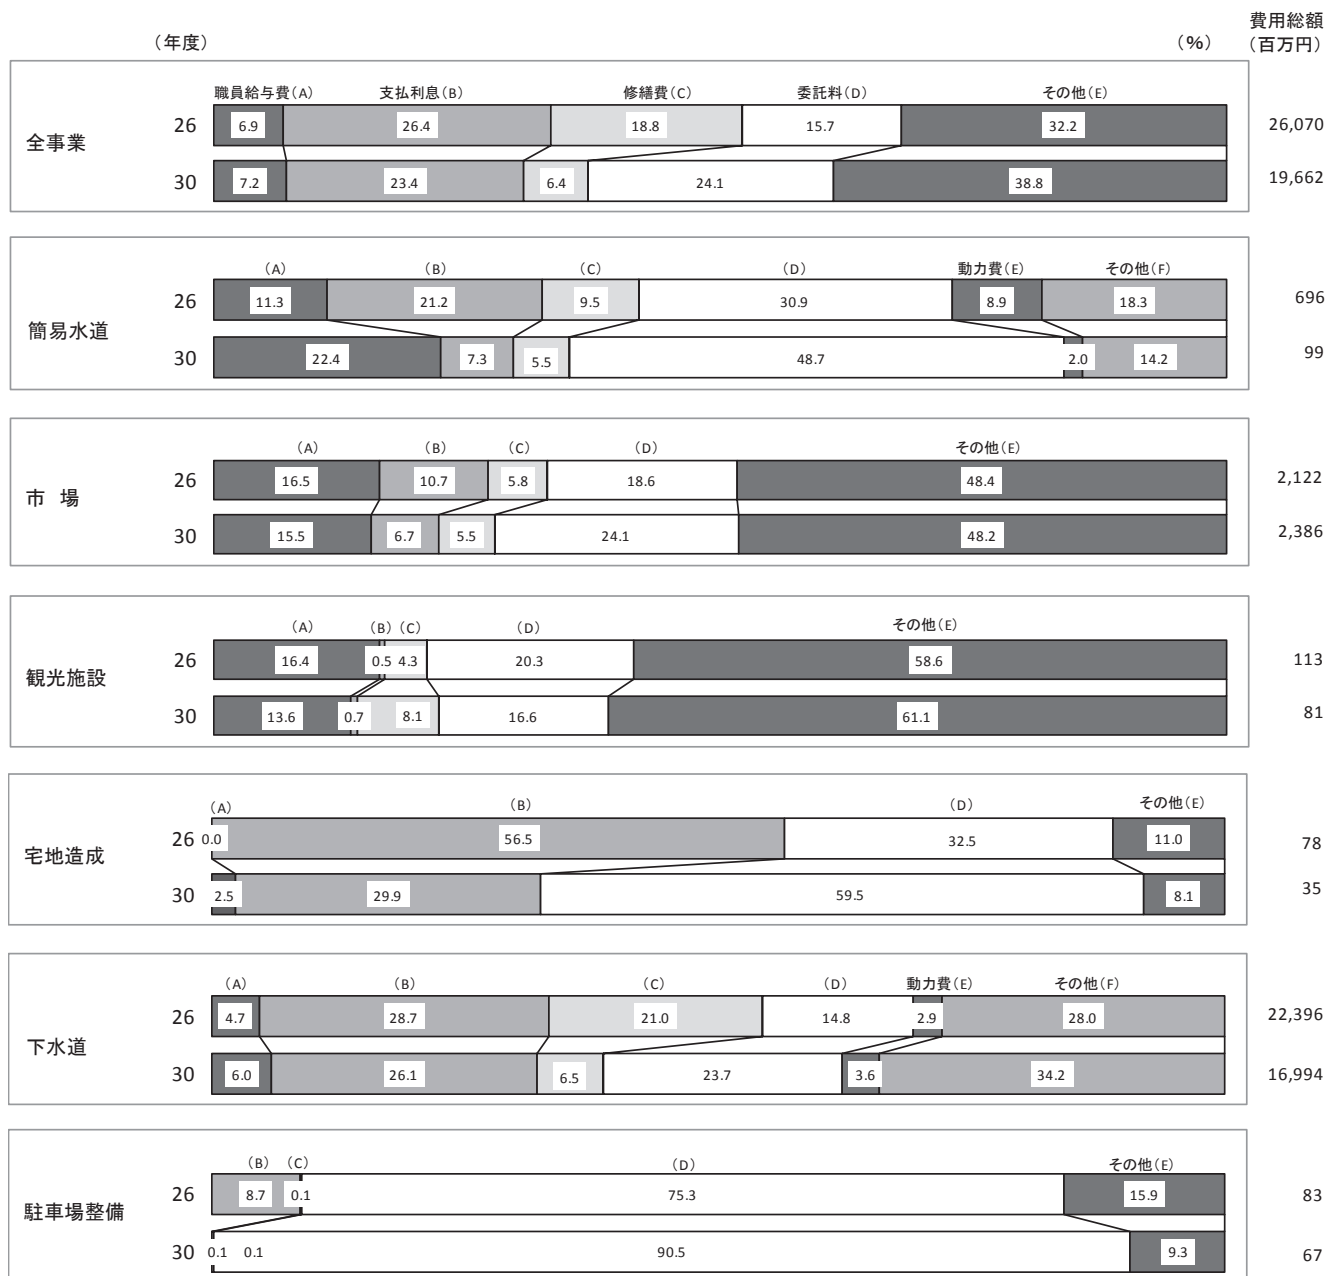 費用総額
（年度） （%） （百万円）
職員給与費(A) 支払利息(B) 修繕費(C) 委託料(D) その他(E)
26 6.9 26.4 18.8 15.7 32.2 26,070
全事業
30 7.2 23.4 6.4 24.1 38.8 19,662
(A) (B) (C) (D) 動力費(E) その他(F)
26 11.3 21.2 9.5 30.9 8.9 18.3 696
簡易水道
30 22.4 7.3 5.5 48.7 2.0 14.2 99
(A) (B) (C) (D) その他(E)
26 16.5 10.7 5.8 18.6 48.4 2,122
市 場
30 15.5 6.7 5.5 24.1 48.2 2,386
(A) (B) (C) (D) その他(E)
26 16.4 0.5 4.3 20.3 58.6 113
観光施設
30 13.6 0.7 8.1 16.6 61.1 81
(A) (B) (D) その他(E)
26 0.0 56.5 32.5 11.0 78
宅地造成
30 2.5 29.9 59.5 8.1 35
(A) (B) (C) (D) 動力費(E) その他(F)
26 4.7 28.7 21.0 14.8 2.9 28.0 22,396
下水道
30 6.0 26.1 6.5 23.7 3.6 34.2 16,994
(B) (C) (D) その他(E)
26 8.7 0.1 75.3 15.9 83
駐車場整備
30 0.1 0.1 90.5 9.3 67